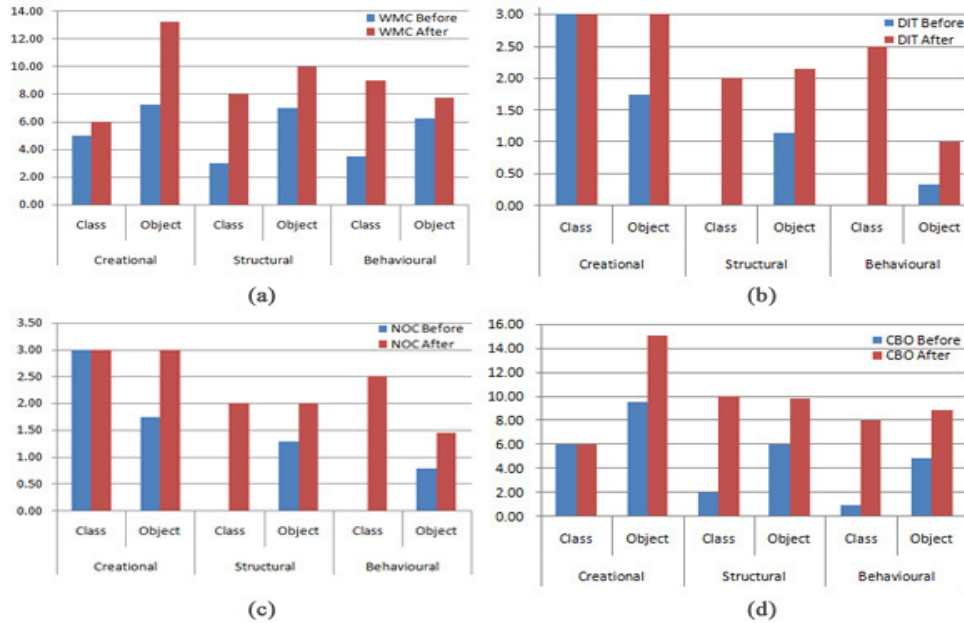 14.00
12.00
10.00
8.00
6.00
4.00
2.00
0.00
WMC Before
WMC After
Class Object Class Object Class Object
Creational Structural Behavioural
(a)
3.00
2.50
2.00
1.50
1.00
0.50
0.00
DIT Before
DIT After
Class Object Class Object Class Object
Creational Structural Behavioural
(b)
3.50
3.00
2.50
2.00
1.50
1.00
0.50
0.00
NOC Before
NOC After
Class Object Class Object Class Object
Creational Structural Behavioural
(c)
16.00
14.00
12.00
10.00
8.00
6.00
4.00
2.00
0.00
CBO Before
CBO After
Class Object Class Object Class Object
Creational Structural Behavioural
(d)